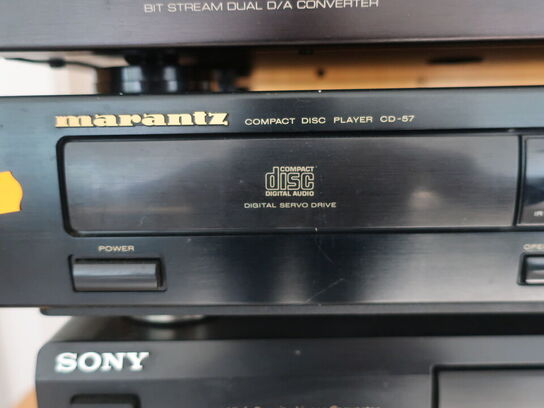 BIT STREAM DUAL D/A CONVERTER
marantz COMPACT DISC PLAYER CD-57
COMPACT
disc
DIGITAL AUDIO
DIGITAL SERVO DRIVE
IR
POWER
SONY